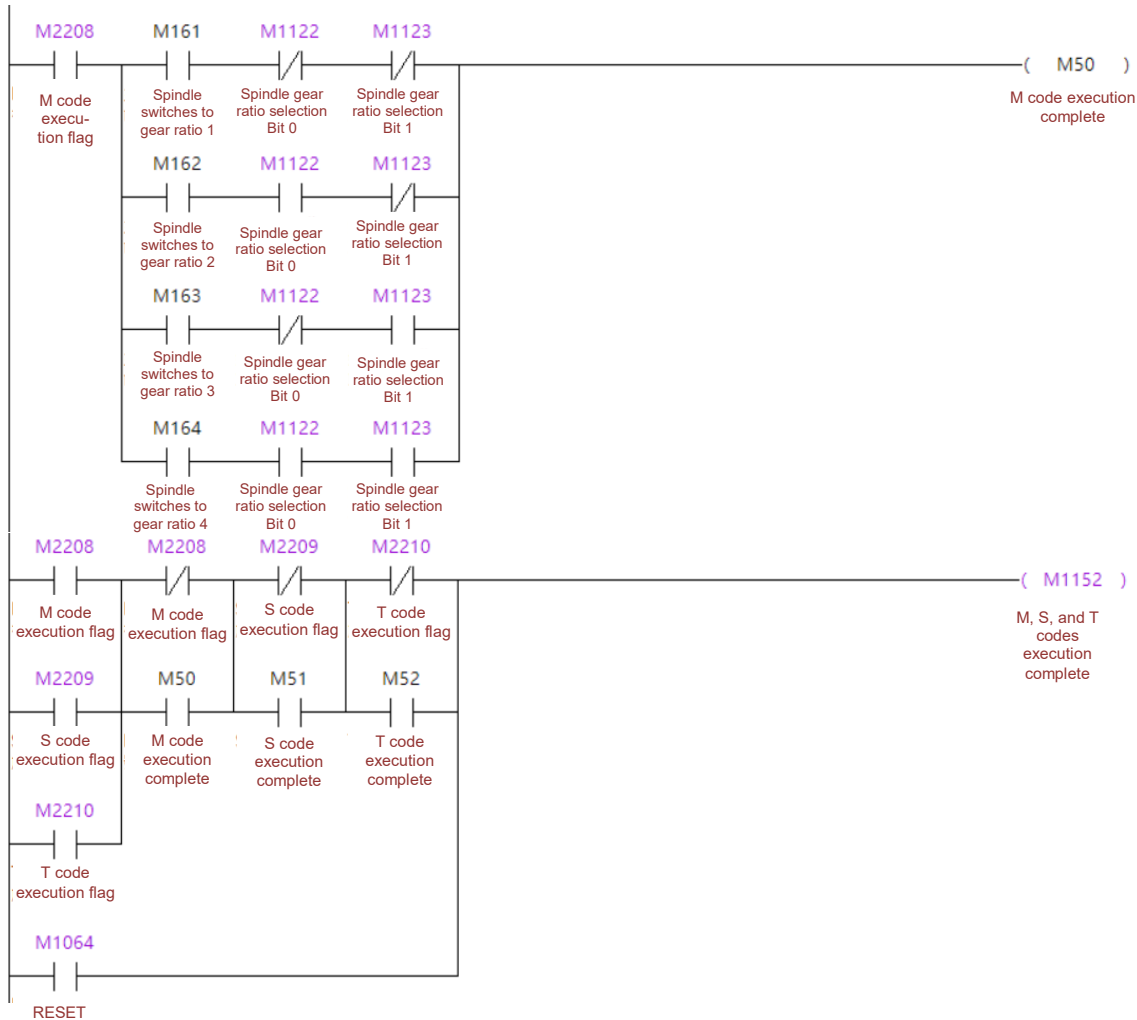 M2208 M161 M1122 M1123
( M50 )
M code
execu-
tion flag
Spindle
switches to
gear ratio 1
Spindle gear
ratio selection
Bit 0
Spindle gear
ratio selection
Bit 1
M code execution
complete
M162 M1122 M1123
Spindle
switches to
gear ratio 2
Spindle gear
ratio selection
Bit 0
Spindle gear
ratio selection
Bit 1
M163 M1122 M1123
Spindle
switches to
gear ratio 3
Spindle gear
ratio selection
Bit 0
Spindle gear
ratio selection
Bit 1
M164 M1122 M1123
Spindle
switches to
gear ratio 4
Spindle gear
ratio selection
Bit 0
Spindle gear
ratio selection
Bit 1
M2208 M2208 M2209 M2210
( M1152 )
M code
execution flag
M code
execution flag
S code
execution flag
T code
execution flag
M, S, and T
codes
execution
complete
M2209 M50 M51 M52
S code
execution flag
M code
execution
complete
S code
execution
complete
T code
execution
complete
M2210
T code
execution flag
M1064
RESET